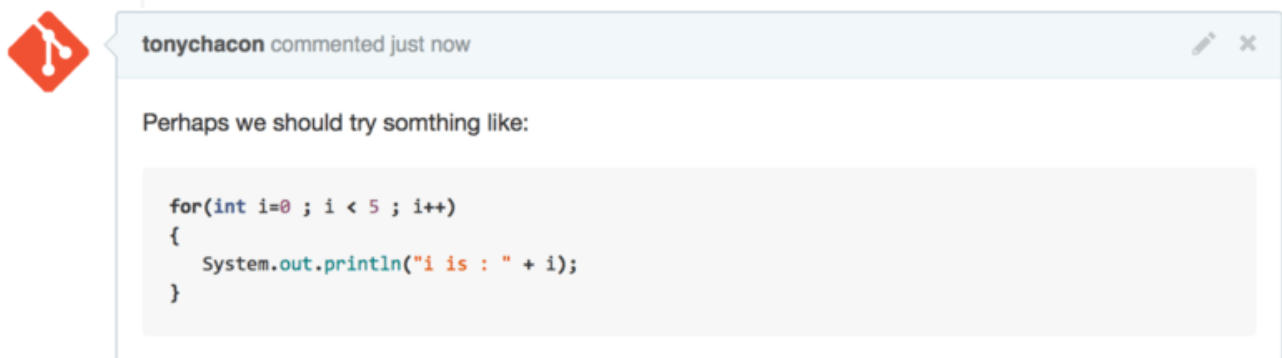 tonychacon commented just now
Perhaps we should try somthing like:
for(int i=0 ; i < 5 ; i++)
{
   System.out.println("i is : " + i);
}